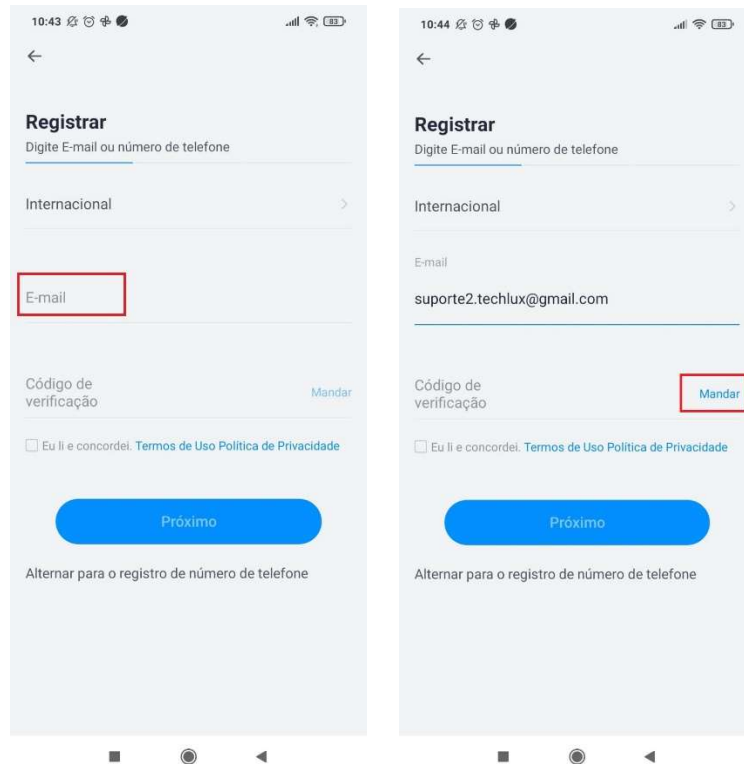 10:43
83
Registrar
Digite E-mail ou número de telefone
Internacional
E-mail
Código de
verificação
Mandar
Eu li e concordei. Termos de Uso Política de Privacidade
Próximo
Alternar para o registro de número de telefone
10:44
83
Registrar
Digite E-mail ou número de telefone
Internacional
E-mail
suporte2.techlux@gmail.com
Código de
verificação
Mandar
Eu li e concordei. Termos de Uso Política de Privacidade
Próximo
Alternar para o registro de número de telefone